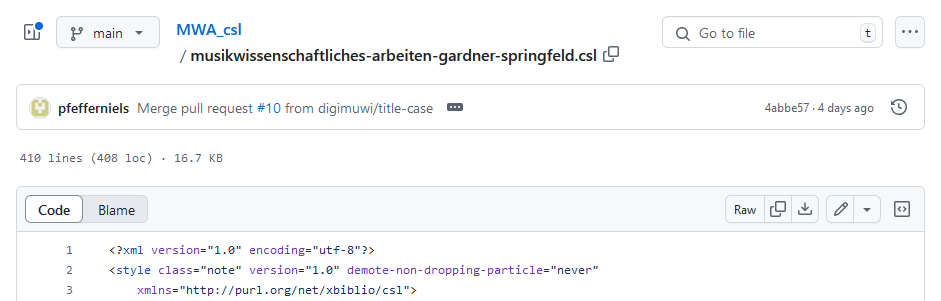 main
MWA_csl
/ musikwissenschaftliches-arbeiten-gardner-springfeld.csl
Go to file
t
pfefferniels Merge pull request #10 from digimuwi/title-case
4abbe57 · 4 days ago
410 lines (408 loc) · 16.7 KB
Code Blame
Raw
1 <?xml version="1.0" encoding="utf-8"?>
2 <style class="note" version="1.0" demote-non-dropping-particle="never"
3 xmlns="http://purl.org/net/xbiblio/csl">